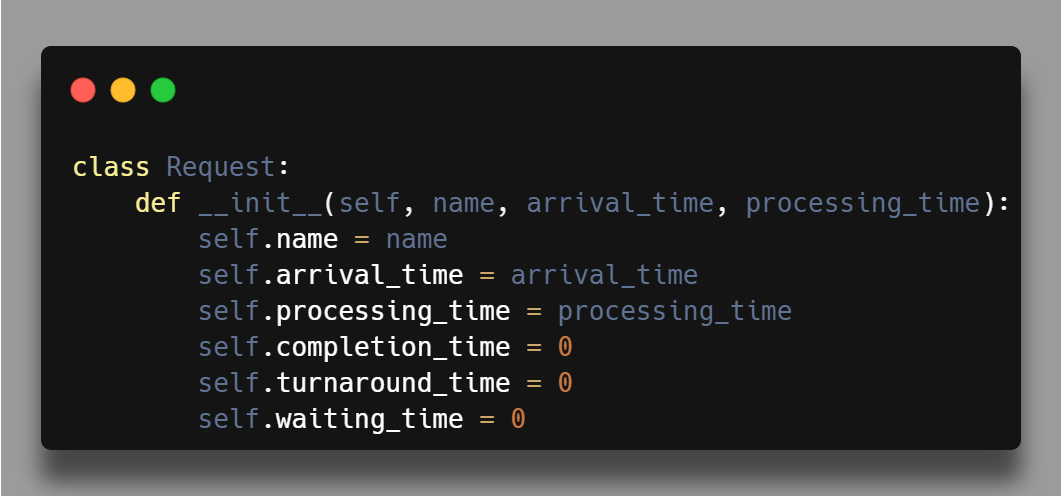 class Request:
    def __init__(self, name, arrival_time, processing_time):
        self.name = name
        self.arrival_time = arrival_time
        self.processing_time = processing_time
        self.completion_time = 0
        self.turnaround_time = 0
        self.waiting_time = 0